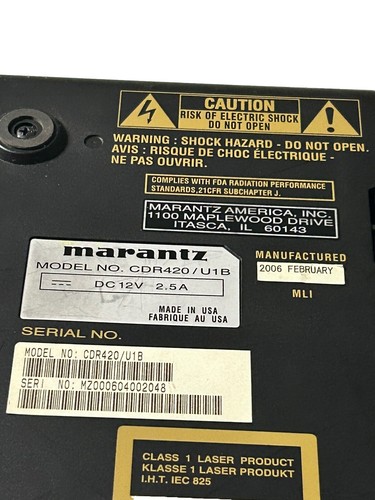 CAUTION
RISK OF ELECTRIC SHOCK
DO NOT OPEN
WARNING : SHOCK HAZARD - DO NOT OPEN.
AVIS : RISQUE DE CHOC ÉLECTRIQUE -
NE PAS OUVRIR.
COMPLIES WITH FDA RADIATION PERFORMANCE
STANDARDS, 21CFR SUBCHAPTER J.
MARANTZ AMERICA, INC.
1100 MAPLEWOOD DRIVE
ITASCA, IL 60143
marantz
MODEL NO. CDR420/U1B
DC12V 2.5A
MADE IN USA
FABRIQUE AU USA
MANUFACTURED
2006 FEBRUARY
MLI
SERIAL NO.
MODEL NO: CDR420/U1B
SERI NO: MZ000604002048
CLASS 1 LASER PRODUCT
KLASSE 1 LASER PRODUKT
I.H.T. IEC 825